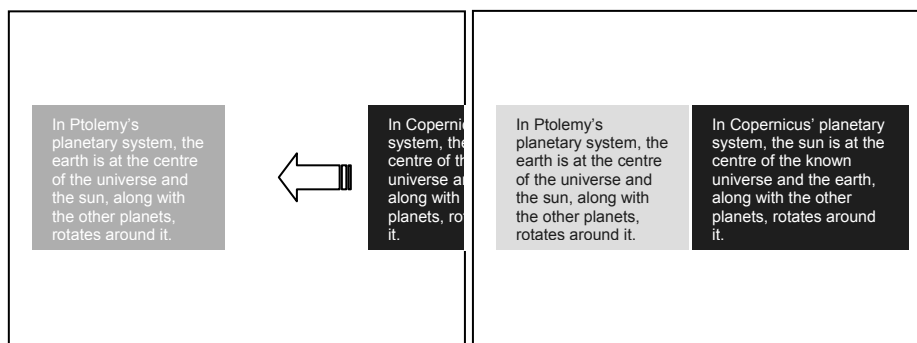 In Ptolemy’s
planetary system, the
earth is at the centre
of the universe and
the sun, along with
the other planets,
rotates around it.
In Coperni
system, the
centre of th
universe a
along with
planets, ro
it.
In Ptolemy’s
planetary system, the
earth is at the centre
of the universe and
the sun, along with
the other planets,
rotates around it.
In Copernicus’ planetary
system, the sun is at the
centre of the known
universe and the earth,
along with the other
planets, rotates around
it.